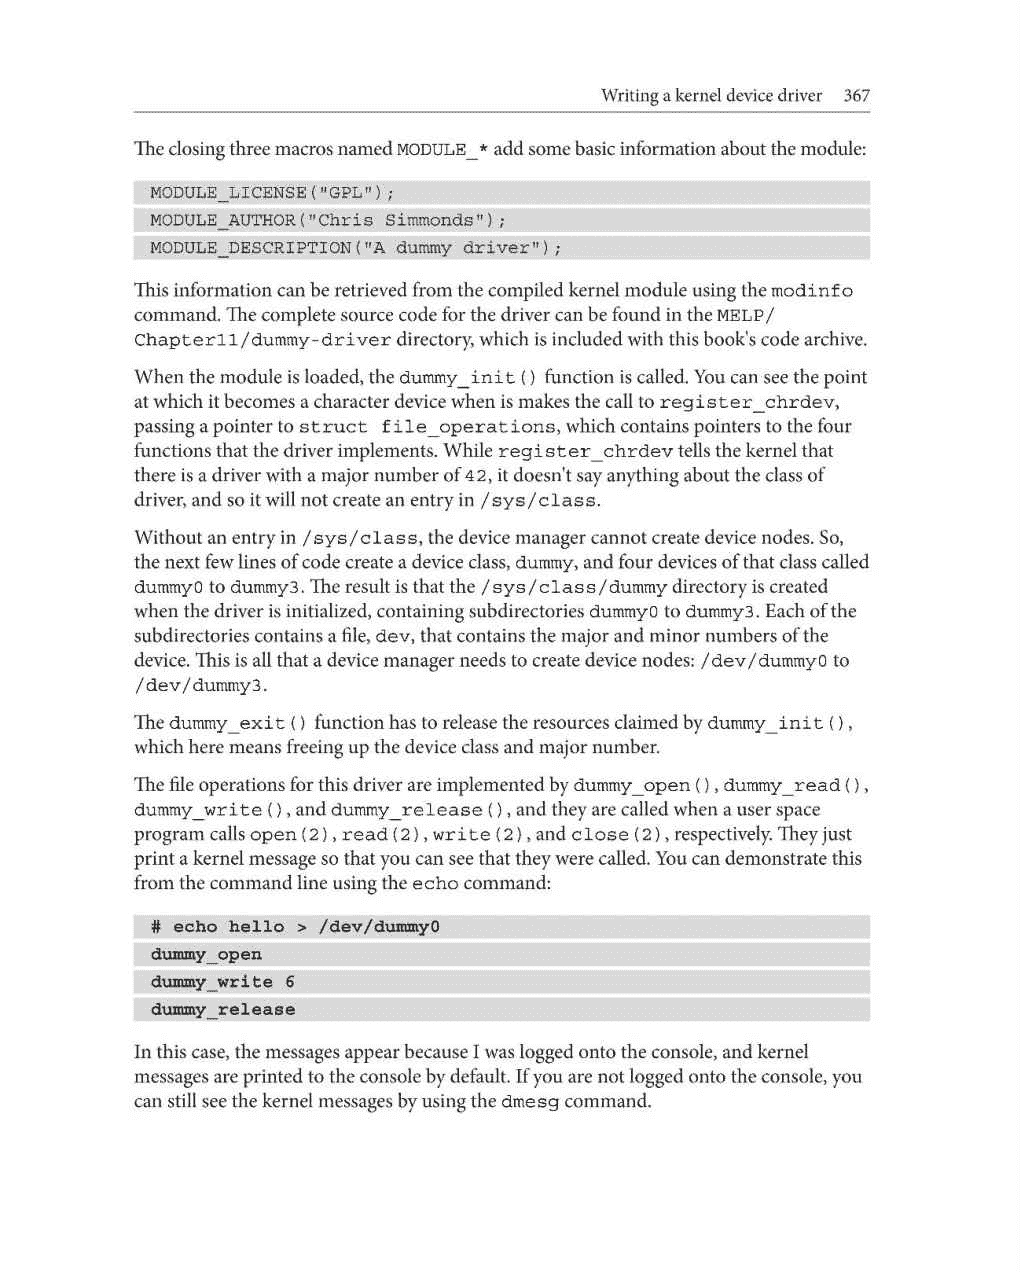 Writing a kernel device driver 367
The closing three macros named MODULE_* add some basic information about the module:
MODULE_LICENSE("GPL");
MODULE_AUTHOR("Chris Simmonds");
MODULE_DESCRIPTION("A dummy driver");
This information can be retrieved from the compiled kernel module using the modinfo
command. The complete source code for the driver can be found in the MELP/
Chapter11/dummy-driver directory, which is included with this book's code archive.
When the module is loaded, the dummy_init() function is called. You can see the point
at which it becomes a character device when is makes the call to register_chrdev,
passing a pointer to struct file_operations, which contains pointers to the four
functions that the driver implements. While register_chrdev tells the kernel that
there is a driver with a major number of 42, it doesn't say anything about the class of
driver, and so it will not create an entry in /sys/class.
Without an entry in /sys/class, the device manager cannot create device nodes. So,
the next few lines of code create a device class, dummy, and four devices of that class called
dummy0 to dummy3. The result is that the /sys/class/dummy directory is created
when the driver is initialized, containing subdirectories dummy0 to dummy3. Each of the
subdirectories contains a file, dev, that contains the major and minor numbers of the
device. This is all that a device manager needs to create device nodes: /dev/dummy0 to
/dev/dummy3.
The dummy_exit() function has to release the resources claimed by dummy_init(),
which here means freeing up the device class and major number.
The file operations for this driver are implemented by dummy_open(), dummy_read(),
dummy_write(), and dummy_release(), and they are called when a user space
program calls open(2), read(2), write(2), and close(2), respectively. They just
print a kernel message so that you can see that they were called. You can demonstrate this
from the command line using the echo command:
# echo hello > /dev/dummy0
dummy_open
dummy_write 6
dummy_release
In this case, the messages appear because I was logged onto the console, and kernel
messages are printed to the console by default. If you are not logged onto the console, you
can still see the kernel messages by using the dmesg command.